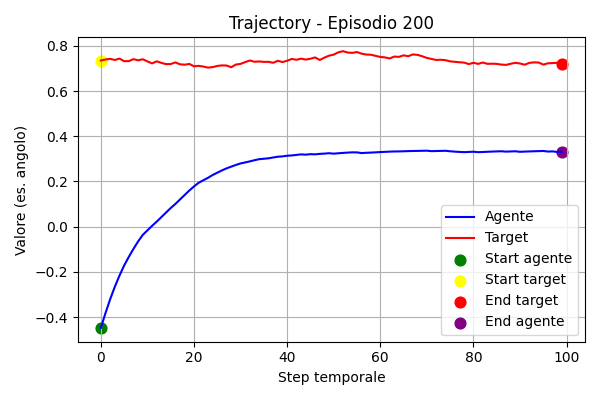 Trajectory - Episodio 200
Valore (es. angolo)
0.8
0.6
0.4
0.2
0.0
−0.2
−0.4
0
20
40
60
80
100
Step temporale
Agente
Target
Start agente
Start target
End target
End agente